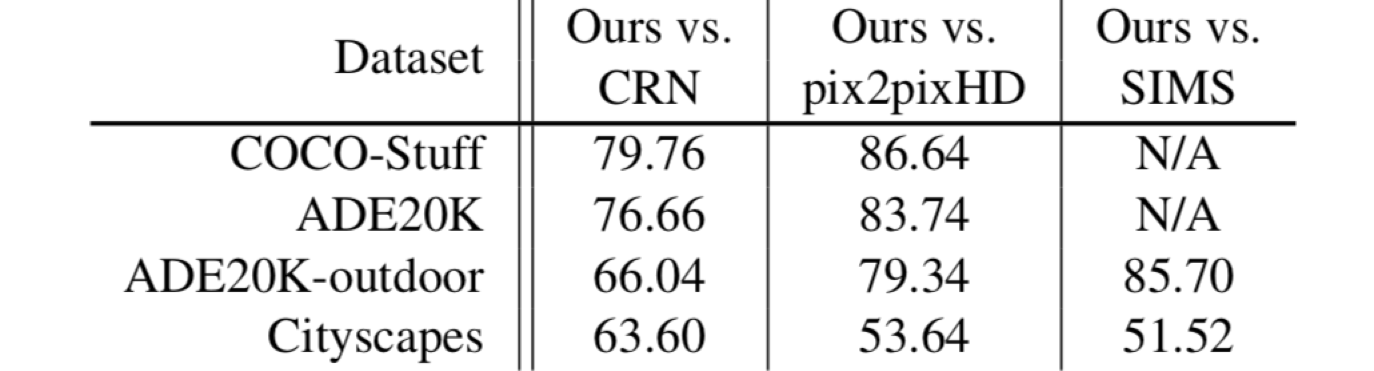 Dataset Ours vs. CRN Ours vs. pix2pixHD Ours vs. SIMS
COCO-Stuff 79.76 86.64 N/A
ADE20K 76.66 83.74 N/A
ADE20K-outdoor 66.04 79.34 85.70
Cityscapes 63.60 53.64 51.52